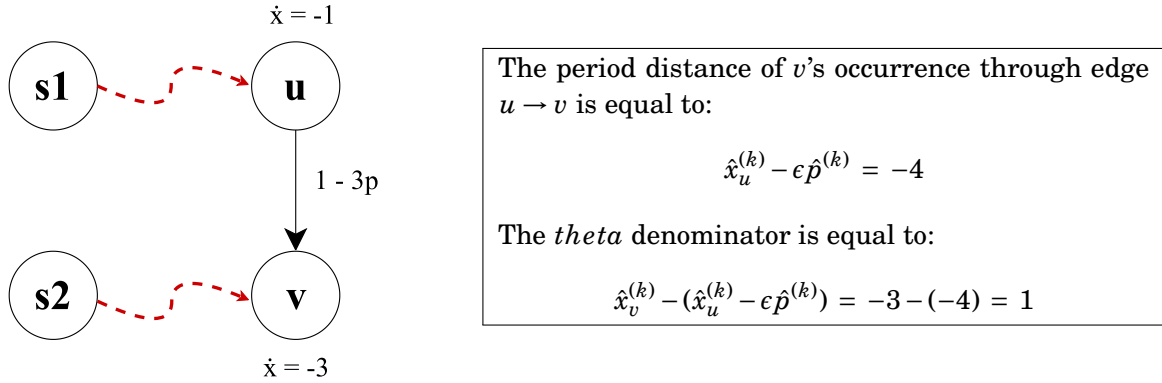 ẋ = -1
s1
u
1 - 3p
s2
v
ẋ = -3
The period distance of v's occurrence through edge
u → v is equal to:
x̂_u^(k) − ϵp̂^(k) = −4
The theta denominator is equal to:
x̂_v^(k) − (x̂_u^(k) − ϵp̂^(k)) = −3 − (−4) = 1